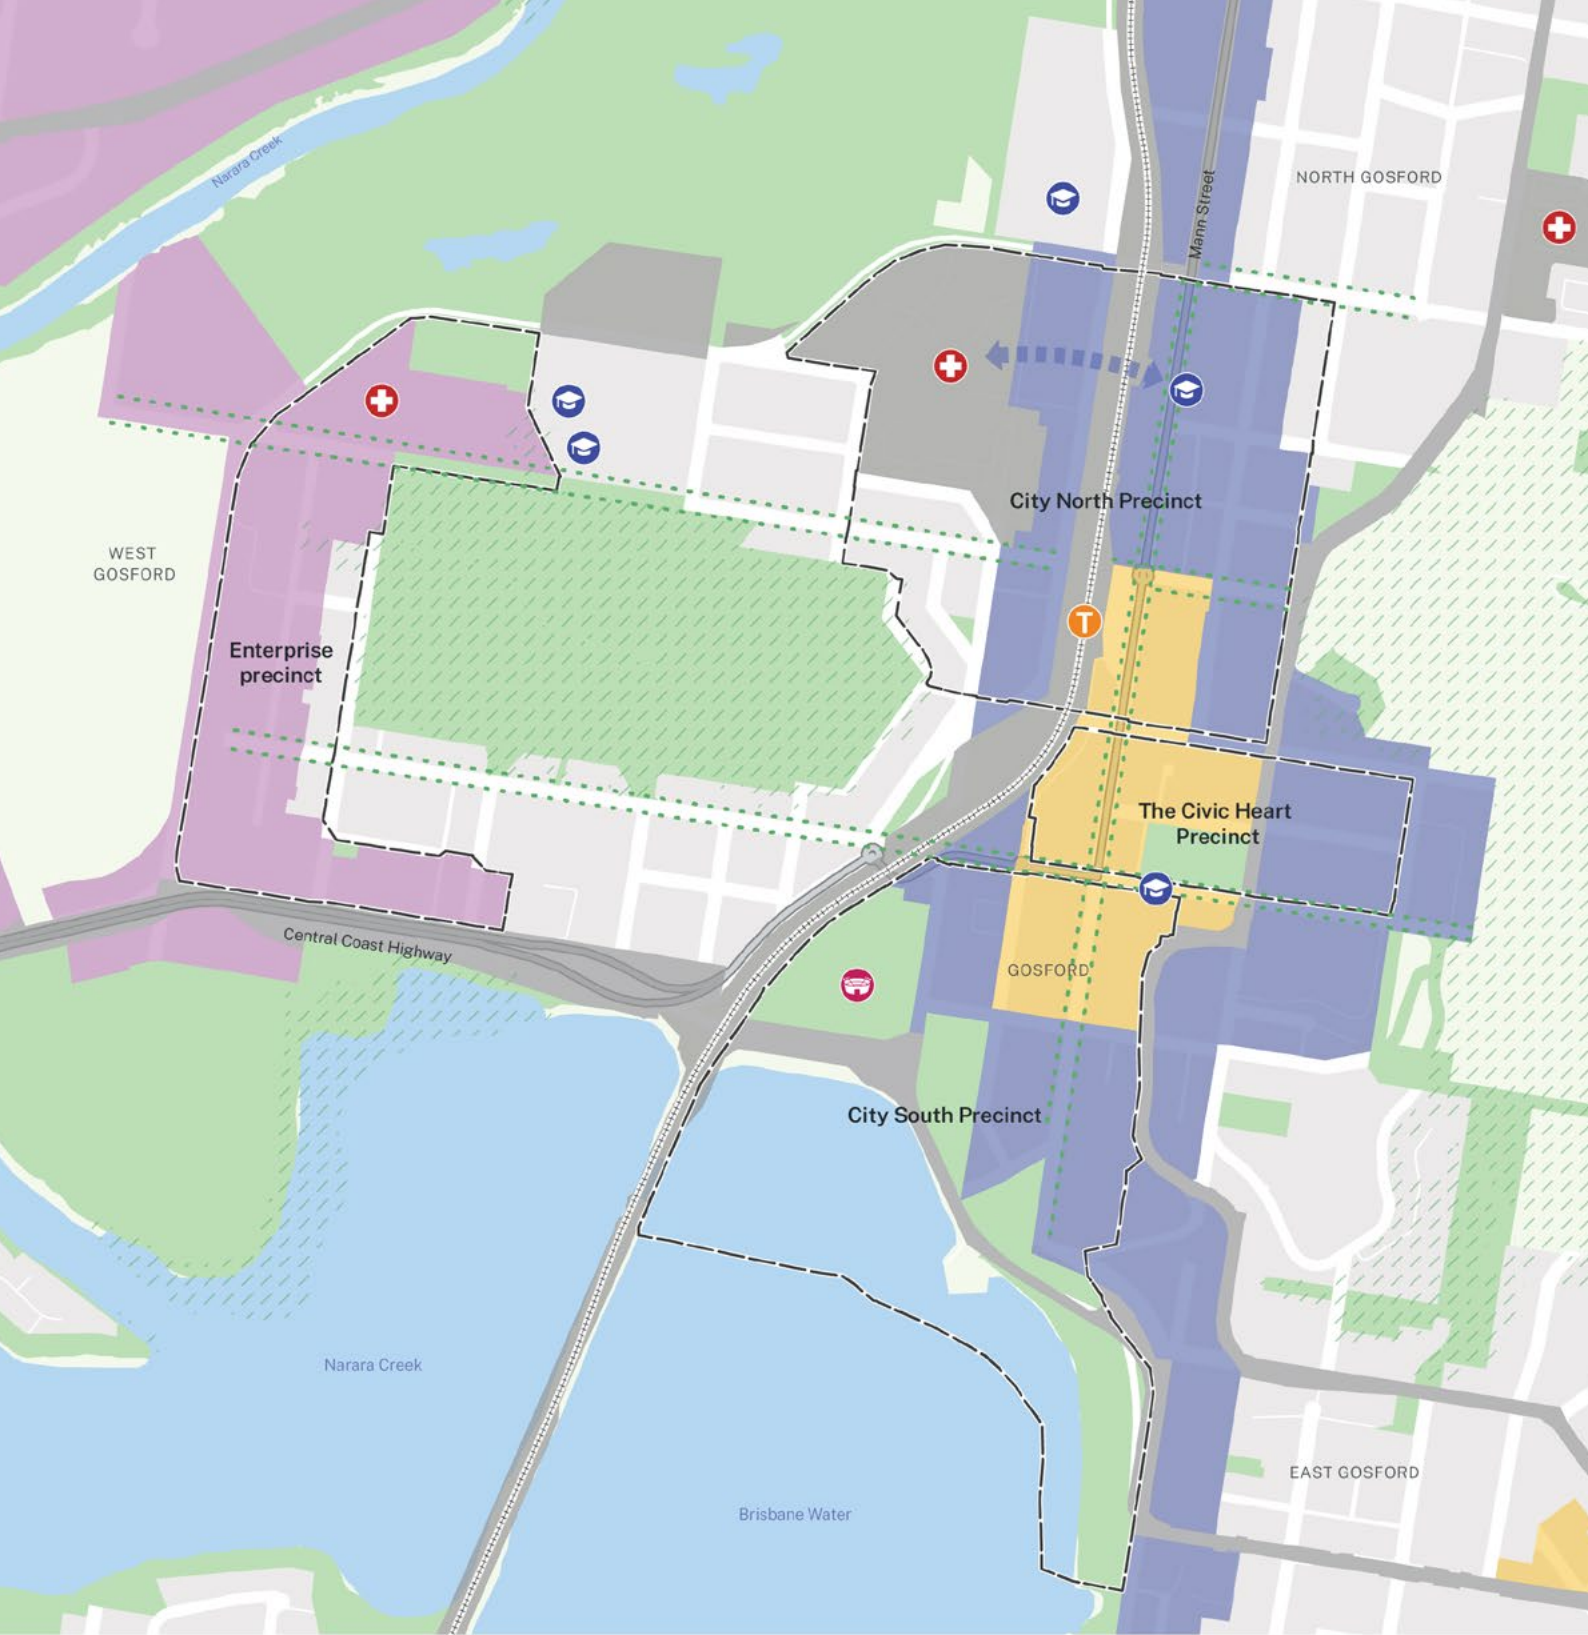 Narara Creek
Mann Street
NORTH GOSFORD
City North Precinct
WEST
GOSFORD
T
Enterprise
precinct
The Civic Heart
Precinct
Central Coast Highway
GOSFORD
City South Precinct
Narara Creek
EAST GOSFORD
Brisbane Water